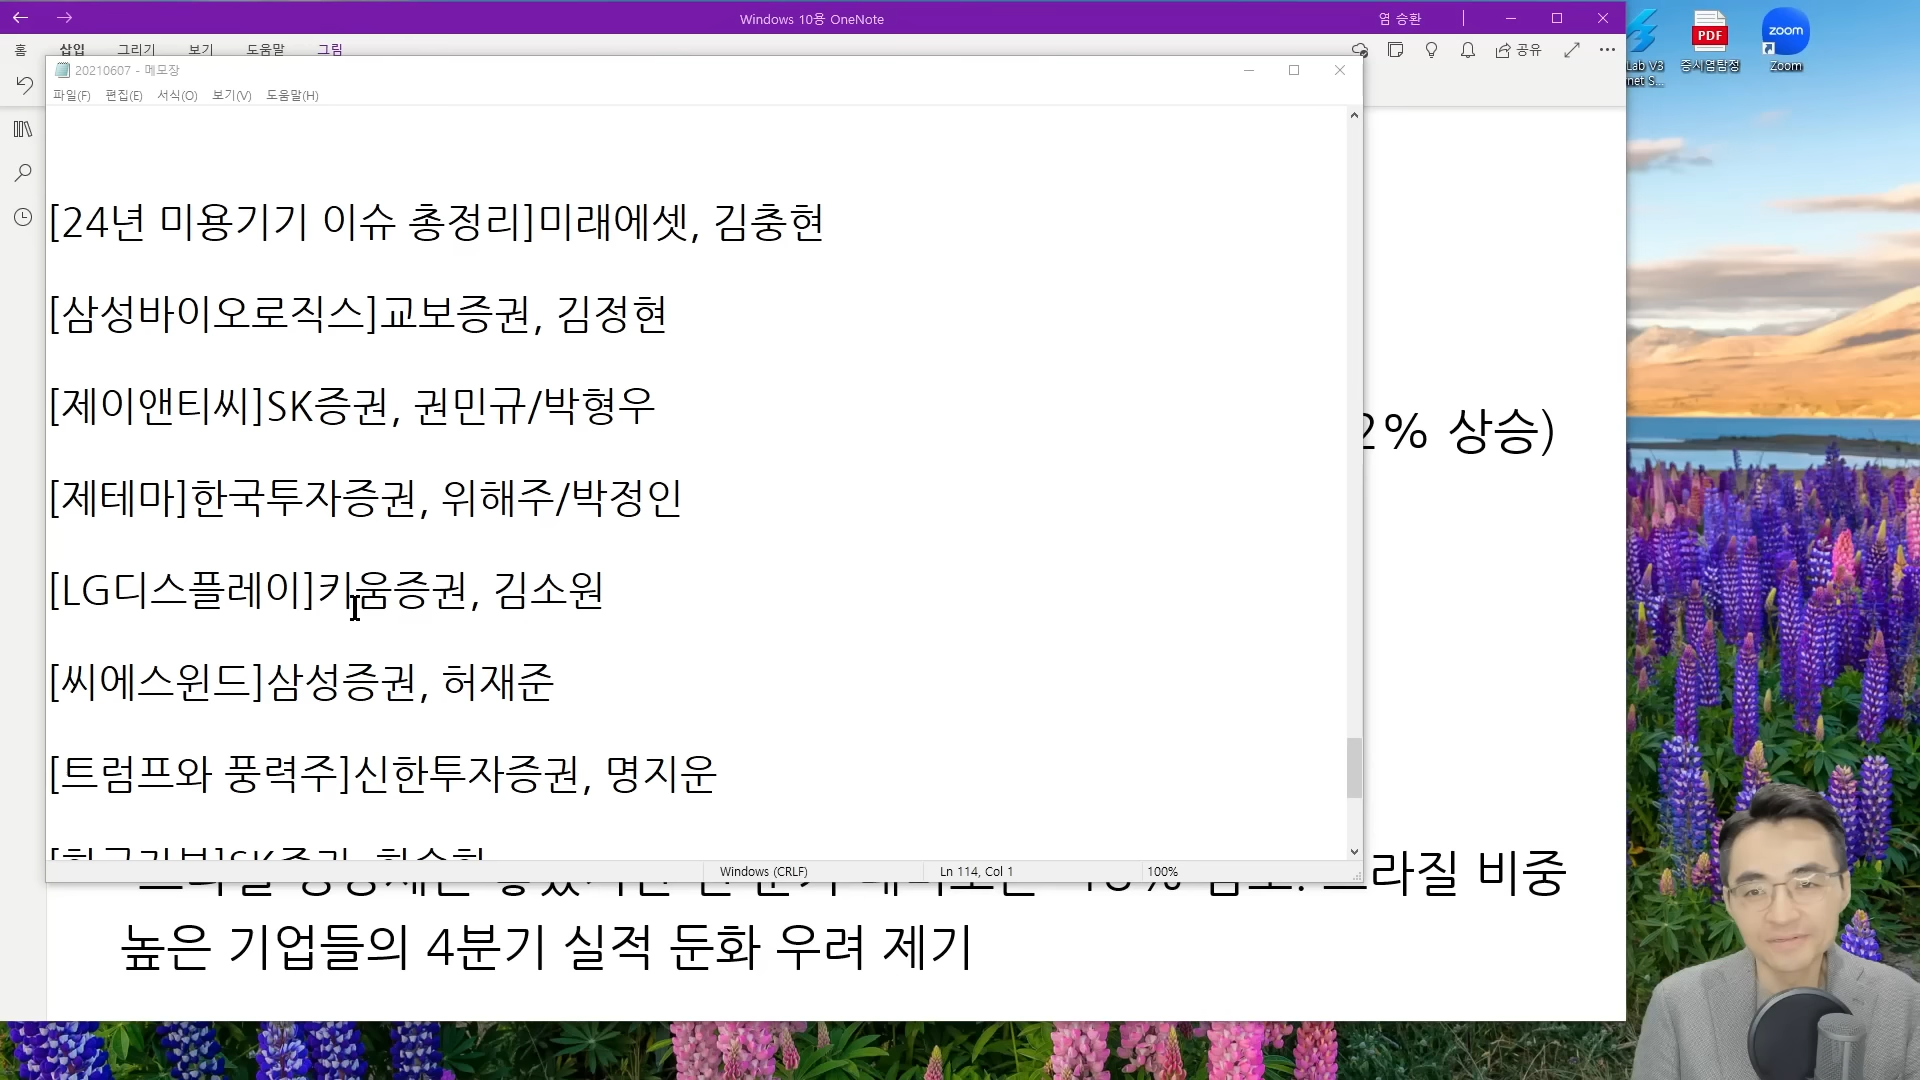 Windows 10용 OneNote
염 승환
홈 삽입 그리기 보기 도움말 그림
공유
20210607 - 메모장
파일(F) 편집(E) 서식(O) 보기(V) 도움말(H)
[24년 미용기기 이슈 총정리]미래에셋, 김충현
[삼성바이오로직스]교보증권, 김정현
[제이앤티씨]SK증권, 권민규/박형우
[제테마]한국투자증권, 위해주/박정인
[LG디스플레이]키움증권, 김소원
[씨에스윈드]삼성증권, 허재준
[트럼프와 풍력주]신한투자증권, 명지운
Windows (CRLF) Ln 114, Col 1 100%
2% 상승)
비중
높은 기업들의 4분기 실적 둔화 우려 제기
Lab V3
net S...
PDF
증시염탐정
zoom
Zoom